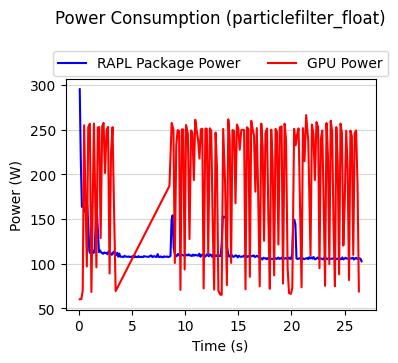 Power Consumption (particlefilter_float)
RAPL Package Power GPU Power
300
250
200
150
100
50
Power (W)
0 5 10 15 20 25
Time (s)